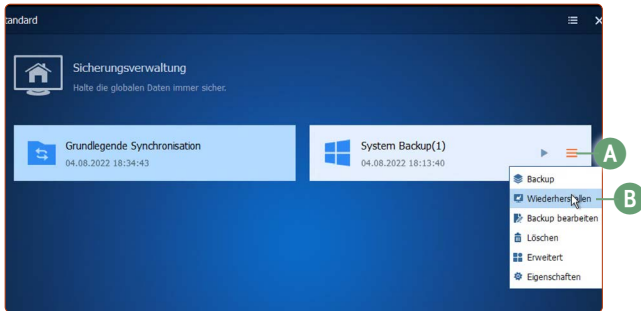 tandard
Sicherungsverwaltung
Halte die globalen Daten immer sicher.
Grundlegende Synchronisation
04.08.2022 18:34:43
System Backup(1)
04.08.2022 18:13:40
A
Backup
Wiederherstellen
B
Backup bearbeiten
Löschen
Erweitert
Eigenschaften